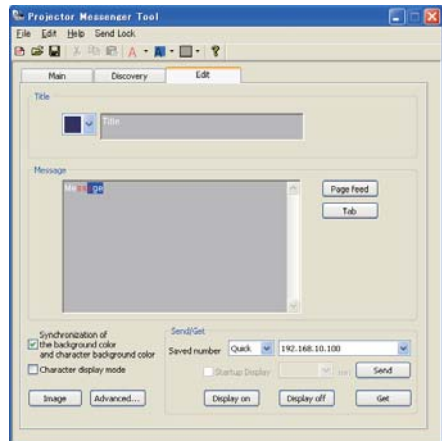 Projector Messenger Tool
File Edit Help Send Lock
A A ?
Main Discovery Edit
Title
Title
Message
Message
Page feed
Tab
Synchronization of
the background color
and character background color
Character display mode
Image Advanced...
Send/Get
Saved number Quick 192.168.10.100
Startup Display Send
Display on Display off Get